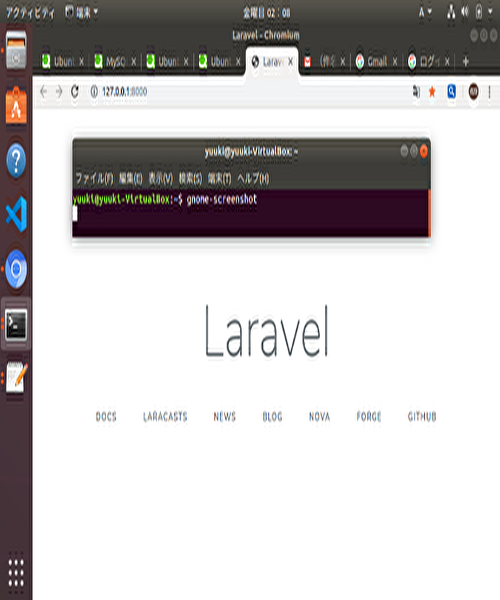 アクティビティ 端末 金曜日 02:08 A
Laravel - Chromium
Ubun MySQ Ubun Ubun Larav Gmail ログイ
127.0.0.1:8000
yuuki@yuuki-VirtualBox: ~
ファイル(F) 編集(E) 表示(V) 検索(S) 端末(T) ヘルプ(H)
yuuki@yuuki-VirtualBox:~$ gnome-screenshot
Laravel
DOCS LARACASTS NEWS BLOG NOVA FORGE GITHUB